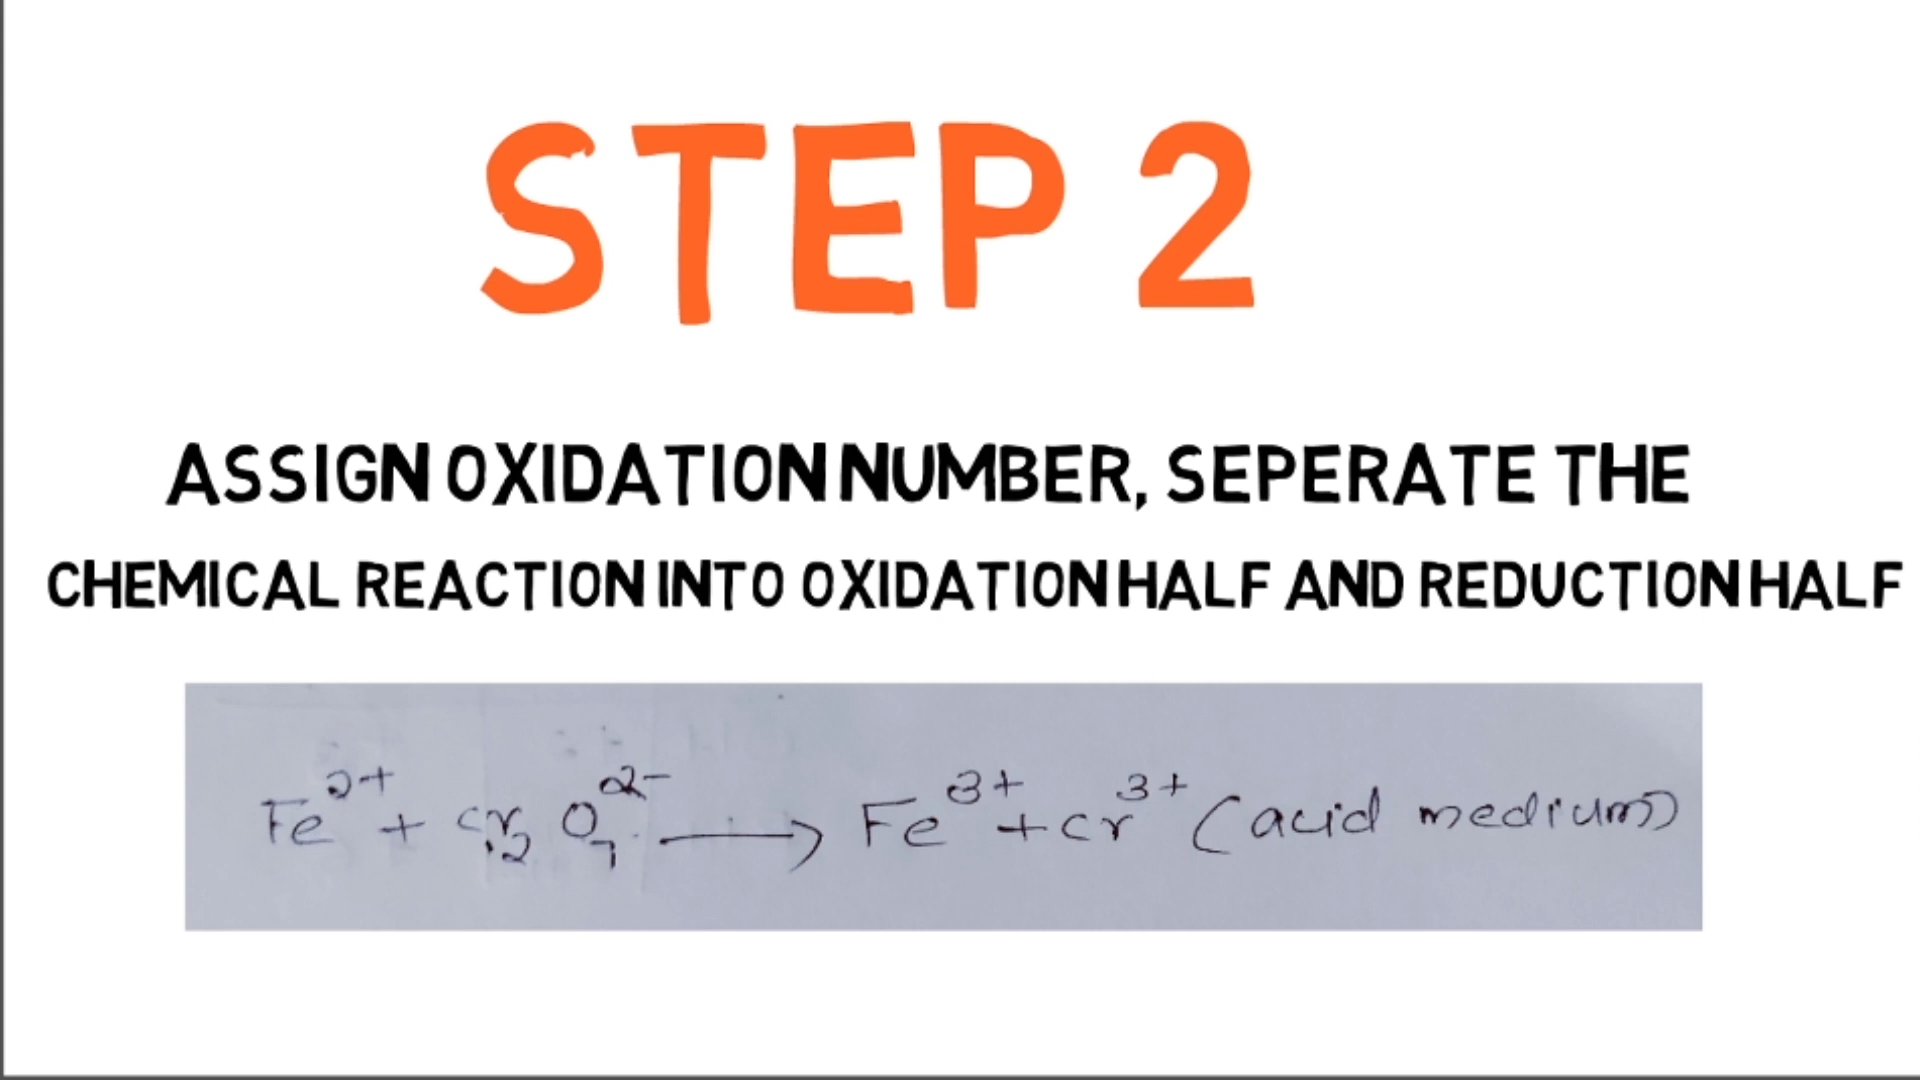 STEP 2
ASSIGN OXIDATION NUMBER, SEPERATE THE
CHEMICAL REACTION INTO OXIDATION HALF AND REDUCTION HALF
Fe²⁺ + Cr₂O₇²⁻ ⟶ Fe³⁺ + Cr³⁺ (acid medium)